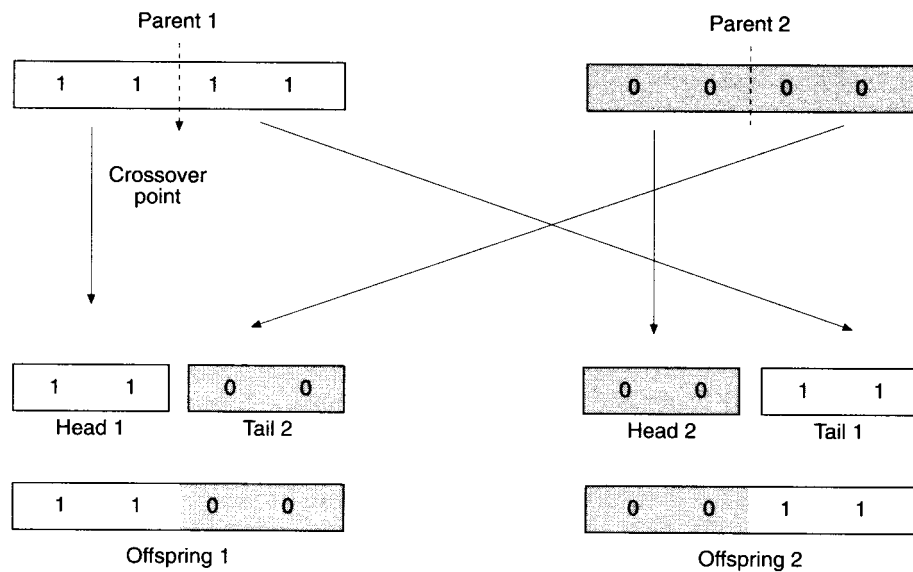 Parent 1
Parent 2
1 1 1 1
0 0 0 0
Crossover
point
1 1
0 0
0 0
1 1
Head 1
Tail 2
Head 2
Tail 1
1 1 0 0
0 0 1 1
Offspring 1
Offspring 2